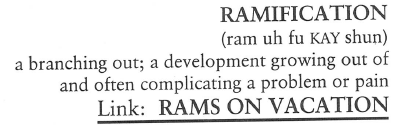 RAMIFICATION
(ram uh fu KAY shun)
a branching out; a development growing out of
and often complicating a problem or pain
Link: RAMS ON VACATION